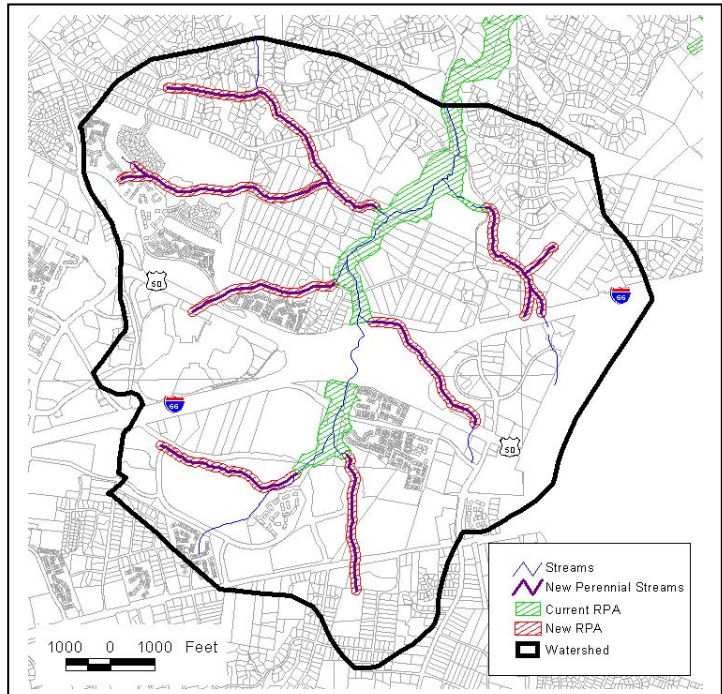 50
66
66
50
Streams
New Perennial Streams
Current RPA
New RPA
Watershed
1000 0 1000 Feet